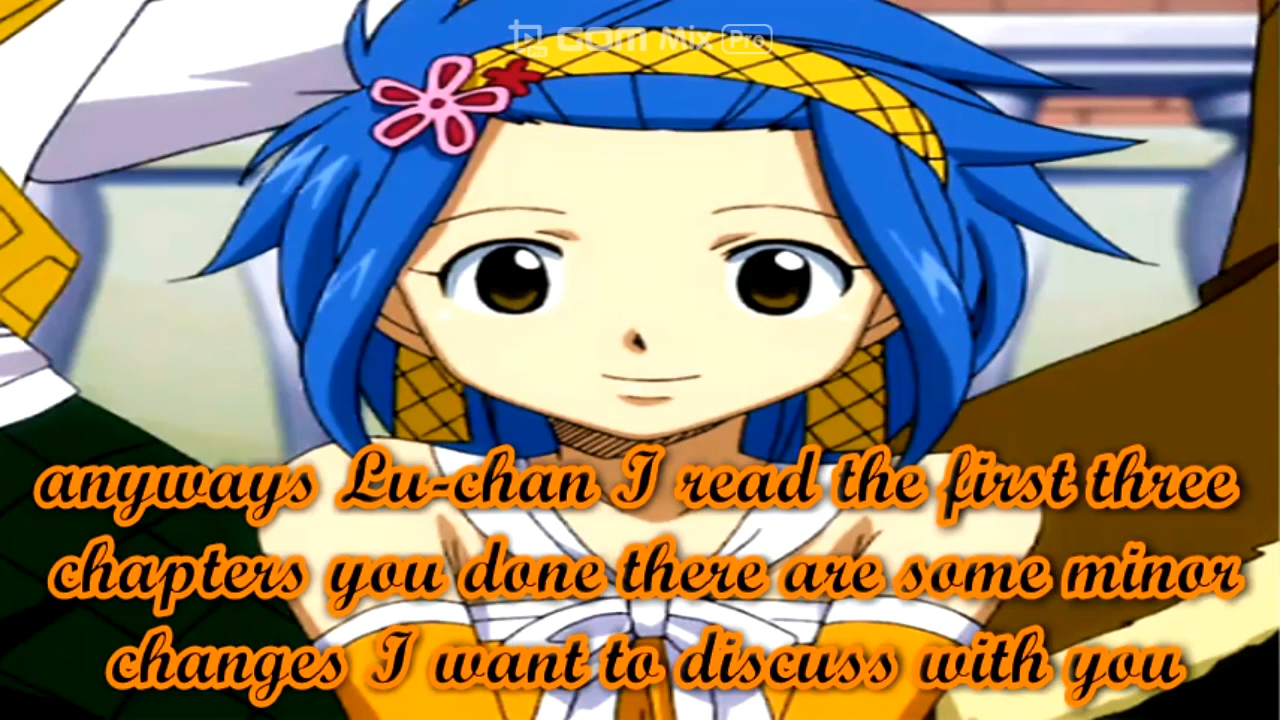 GOM Mix Pro
anyways Lu-chan I read the first three
chapters you done there are some minor
changes I want to discuss with you